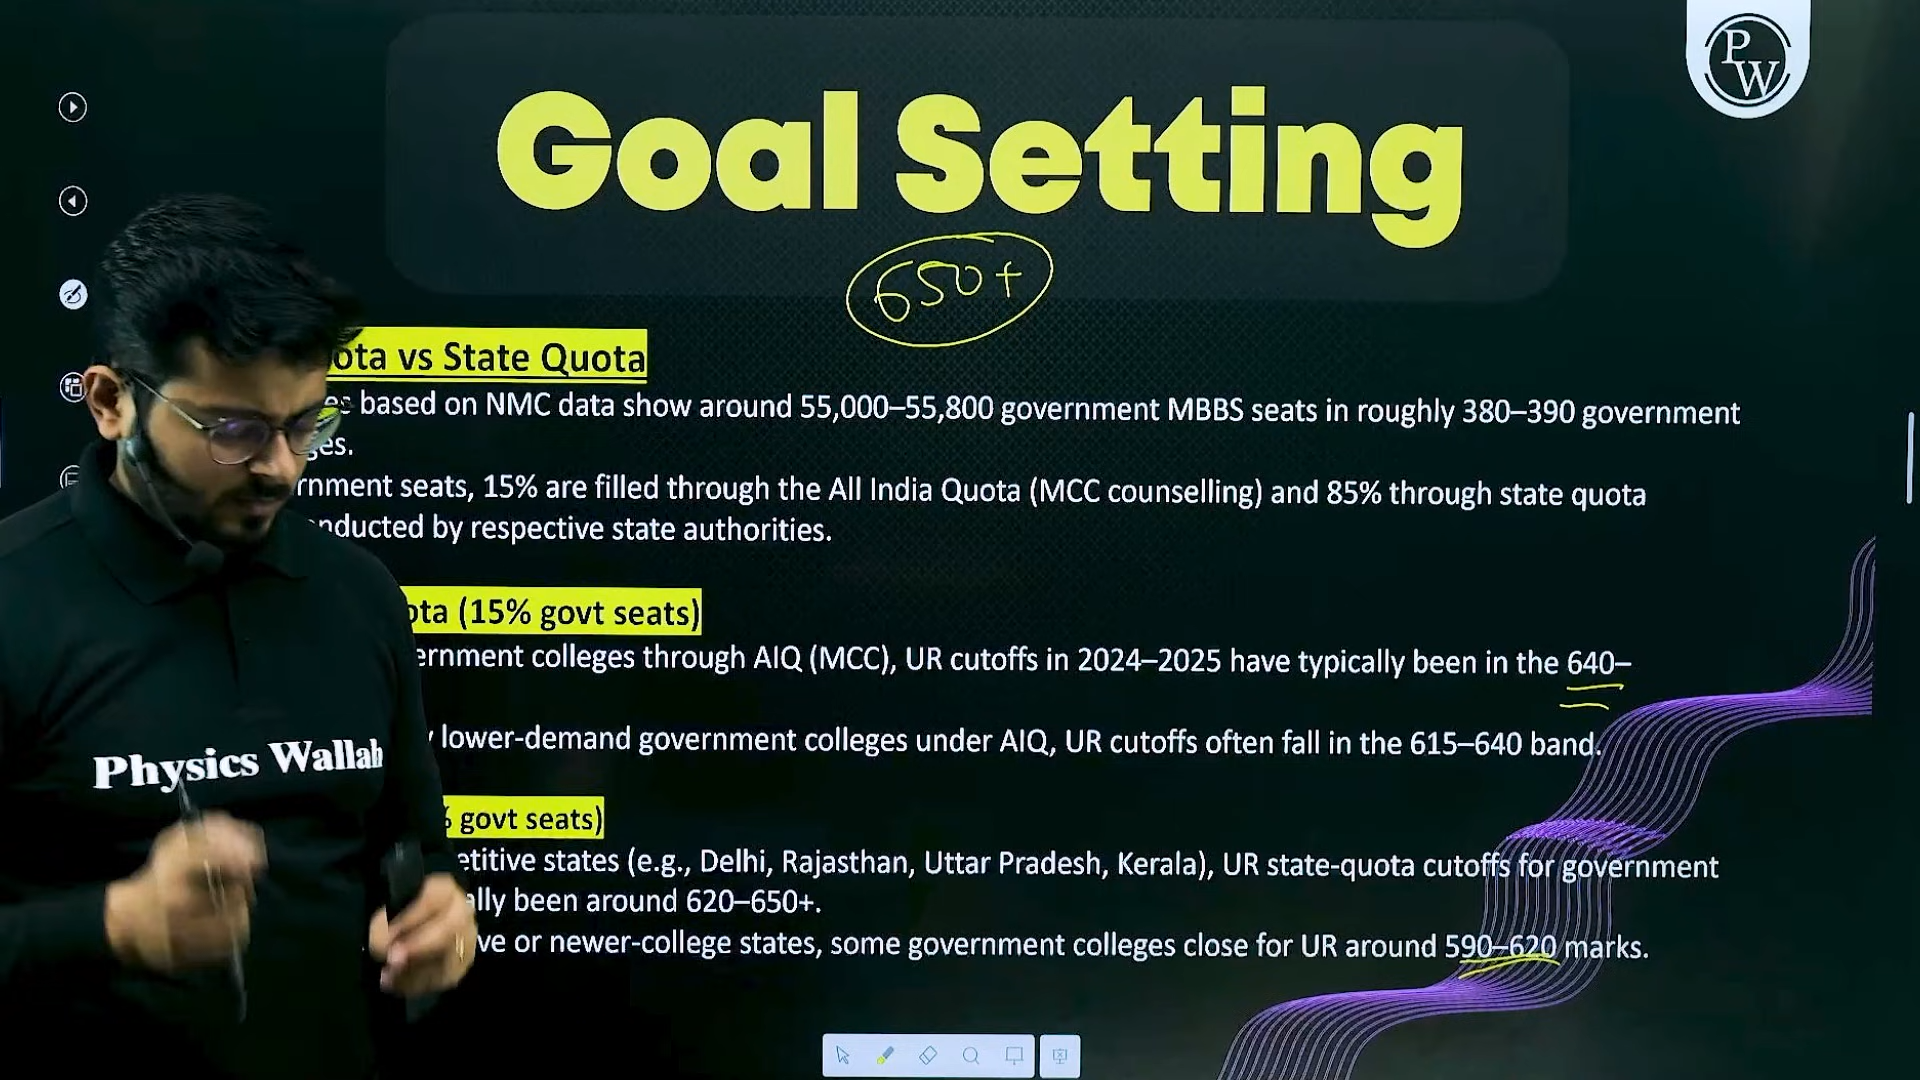 P
W
Goal Setting
650+
ota vs State Quota
es based on NMC data show around 55,000–55,800 government MBBS seats in roughly 380–390 government
ges.
rnment seats, 15% are filled through the All India Quota (MCC counselling) and 85% through state quota
nducted by respective state authorities.
ota (15% govt seats)
ernment colleges through AIQ (MCC), UR cutoffs in 2024–2025 have typically been in the 640–
lower-demand government colleges under AIQ, UR cutoffs often fall in the 615–640 band.
% govt seats)
etitive states (e.g., Delhi, Rajasthan, Uttar Pradesh, Kerala), UR state-quota cutoffs for government
ally been around 620–650+.
ve or newer-college states, some government colleges close for UR around 590–620 marks.
Physics Wallah